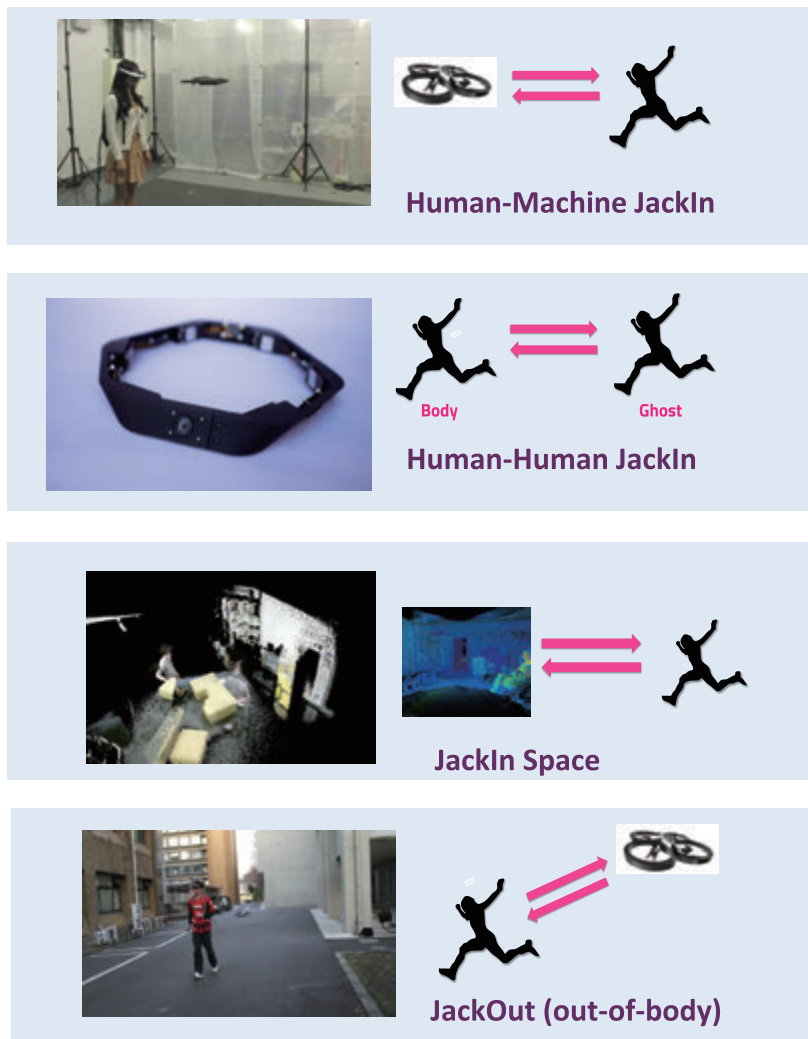 Human-Machine JackIn
Body
Ghost
Human-Human JackIn
JackIn Space
JackOut (out-of-body)